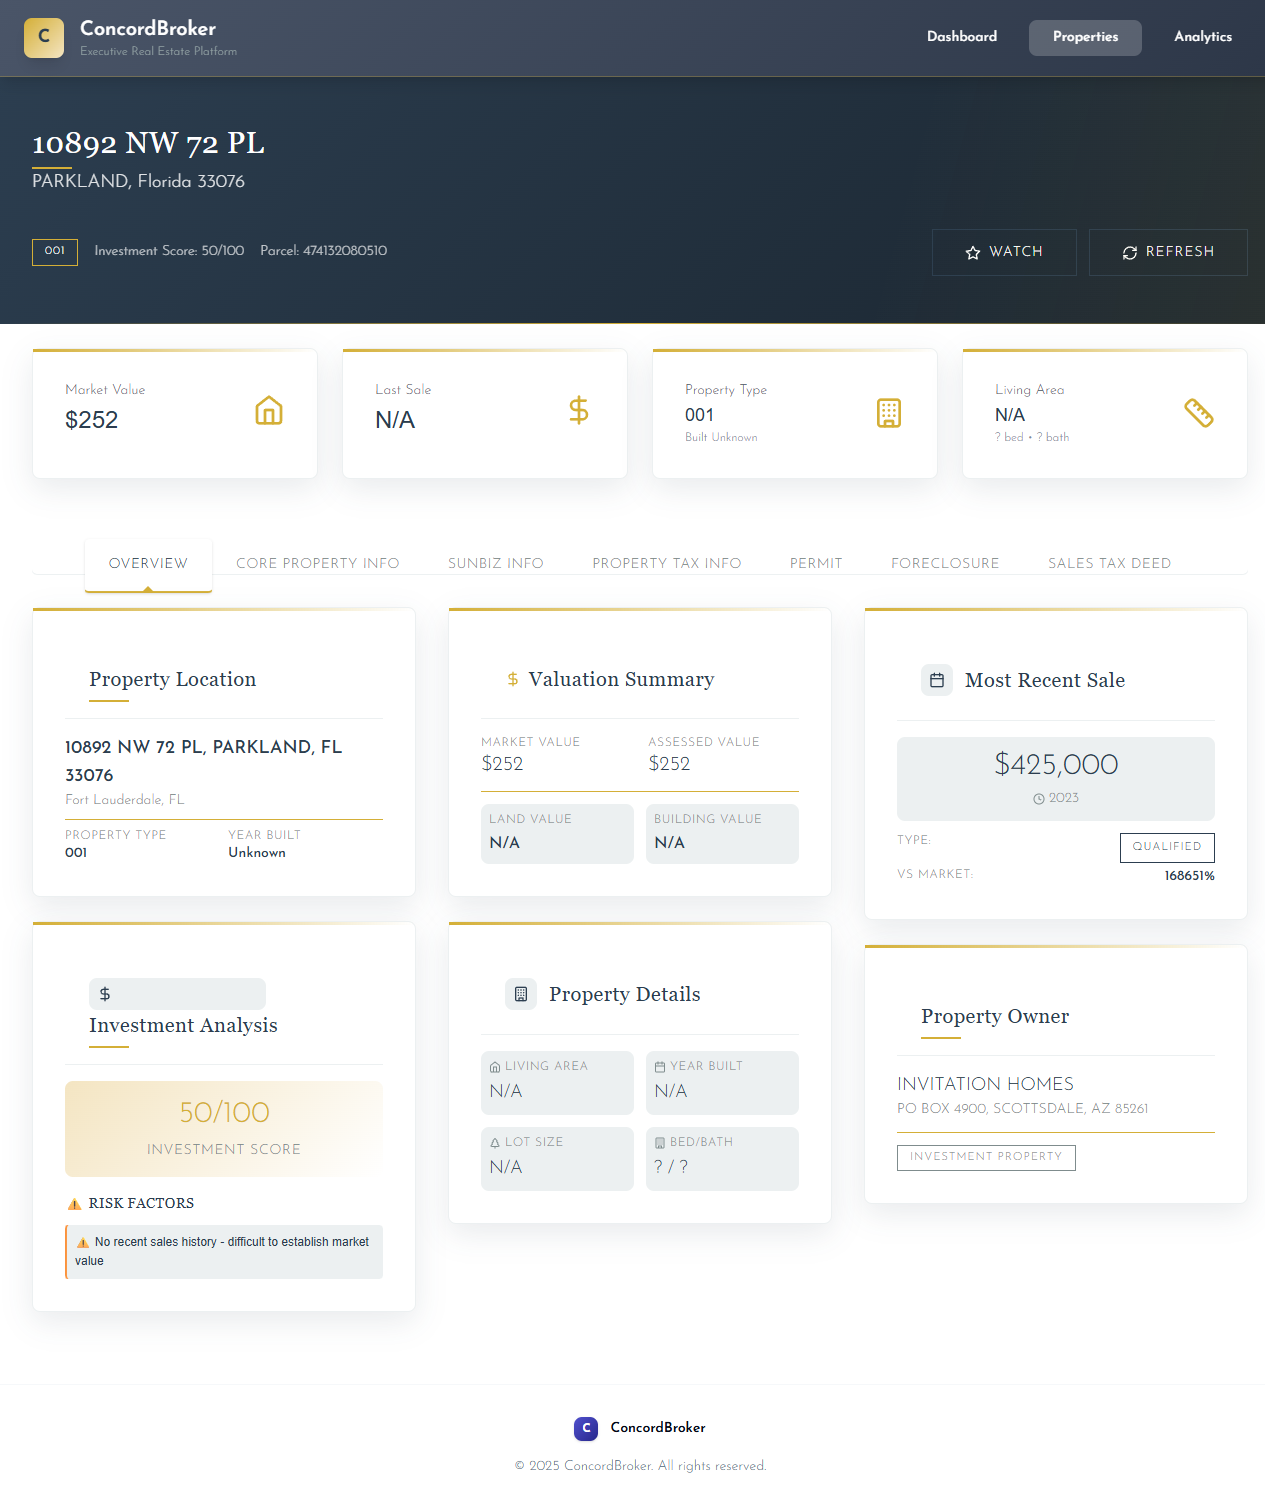 C
ConcordBroker
Executive Real Estate Platform
Dashboard
Properties
Analytics
10892 NW 72 PL
PARKLAND, Florida 33076
001
Investment Score: 50/100
Parcel: 474132080510
WATCH
REFRESH
Market Value
$252
Last Sale
N/A
Property Type
001
Built Unknown
Living Area
N/A
? bed • ? bath
OVERVIEW
CORE PROPERTY INFO
SUNBIZ INFO
PROPERTY TAX INFO
PERMIT
FORECLOSURE
SALES TAX DEED
Property Location
10892 NW 72 PL, PARKLAND, FL
33076
Fort Lauderdale, FL
PROPERTY TYPE
001
YEAR BUILT
Unknown
$ Valuation Summary
MARKET VALUE
$252
ASSESSED VALUE
$252
LAND VALUE
N/A
BUILDING VALUE
N/A
Most Recent Sale
$425,000
2023
TYPE:
QUALIFIED
VS MARKET:
168651%
$
Investment Analysis
50/100
INVESTMENT SCORE
⚠️ RISK FACTORS
⚠️ No recent sales history - difficult to establish market
value
Property Details
LIVING AREA
N/A
YEAR BUILT
N/A
LOT SIZE
N/A
BED/BATH
? / ?
Property Owner
INVITATION HOMES
PO BOX 4900, SCOTTSDALE, AZ 85261
INVESTMENT PROPERTY
C
ConcordBroker
© 2025 ConcordBroker. All rights reserved.